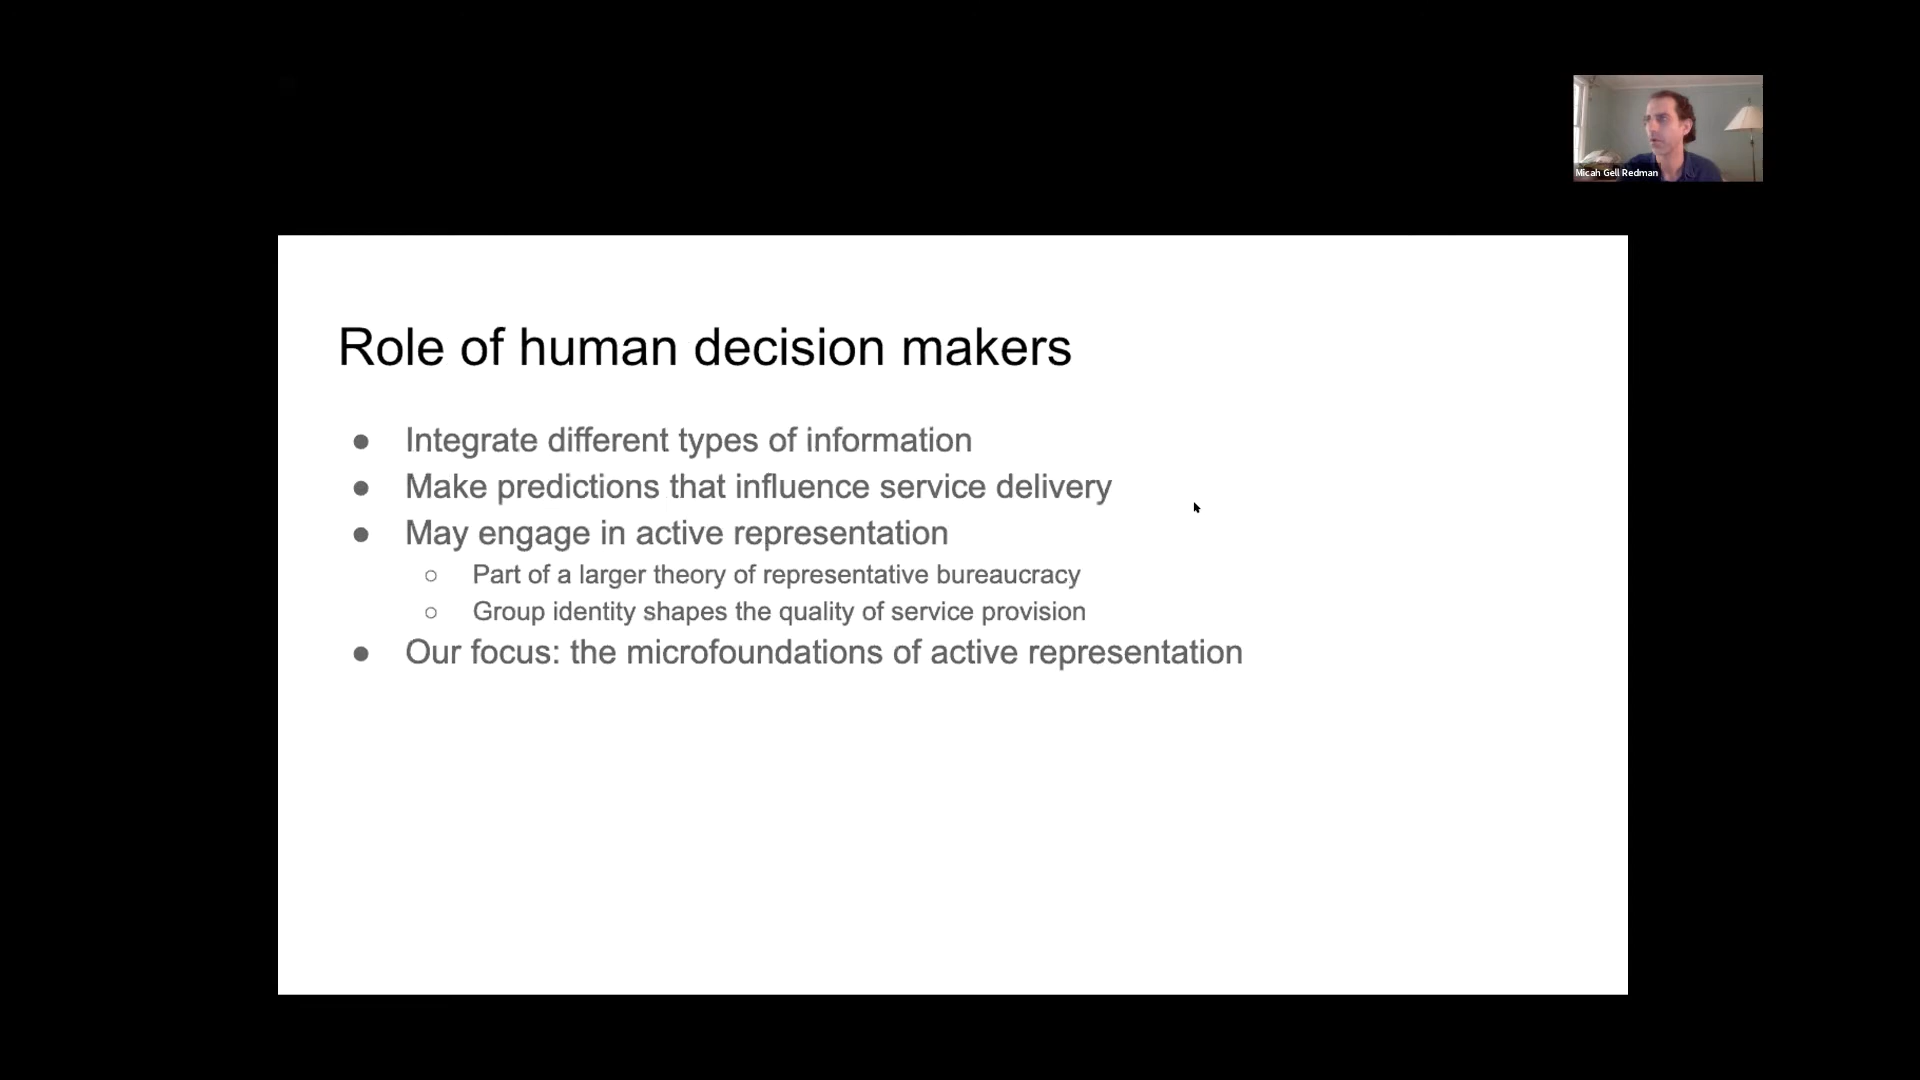 Micah Gell Redman
Role of human decision makers
● Integrate different types of information
● Make predictions that influence service delivery
● May engage in active representation
○ Part of a larger theory of representative bureaucracy
○ Group identity shapes the quality of service provision
● Our focus: the microfoundations of active representation